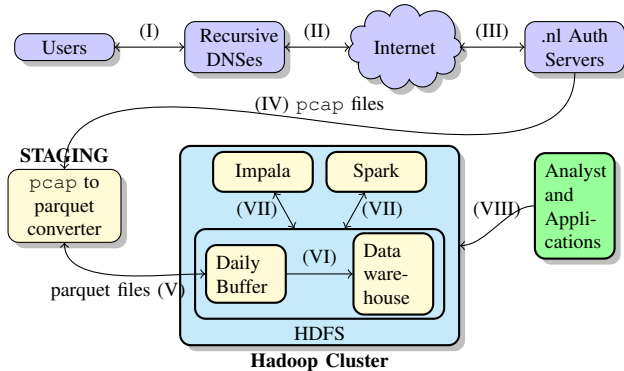 Users
(I)
Recursive
DNSes
(II)
Internet
(III)
.nl Auth
Servers
(IV) pcap files
STAGING
pcap to
parquet
converter
Impala
Spark
(VII)
(VII)
(VIII)
Analyst
and
Appli-
cations
Daily
Buffer
(VI)
Data
ware-
house
parquet files (V)
HDFS
Hadoop Cluster